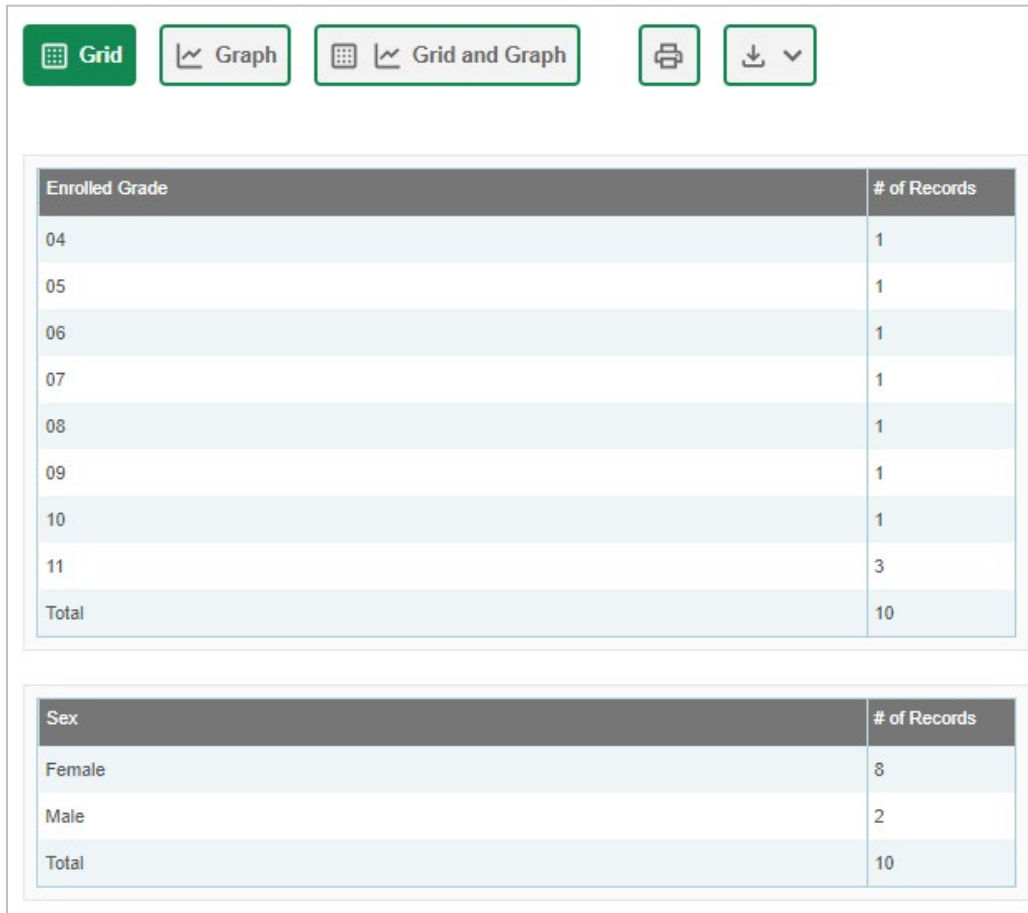 Grid Graph Grid and Graph
Enrolled Grade # of Records
04 1
05 1
06 1
07 1
08 1
09 1
10 1
11 3
Total 10
Sex # of Records
Female 8
Male 2
Total 10